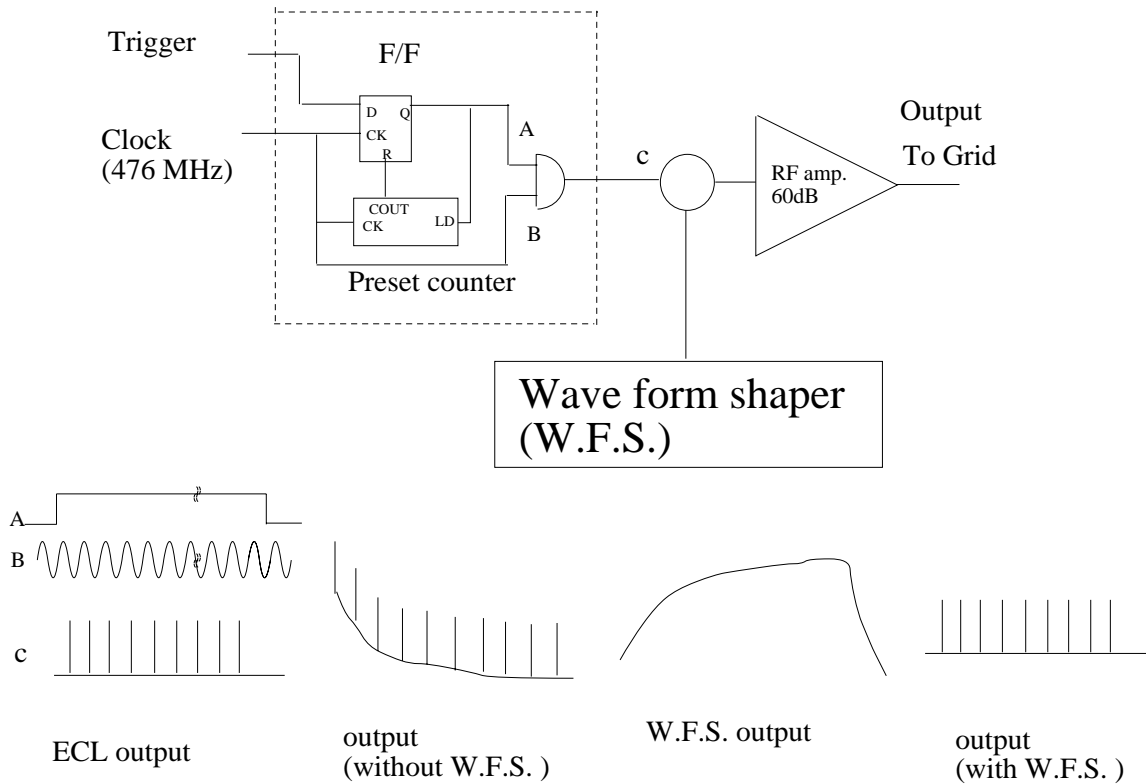 Trigger
F/F
Clock
(476 MHz)
D
Q
CK
R
COUT
CK
LD
A
B
Preset counter
c
RF amp.
60dB
Output
To Grid
Wave form shaper
(W.F.S.)
A
B
c
ECL output
output
(without W.F.S. )
W.F.S. output
output
(with W.F.S. )